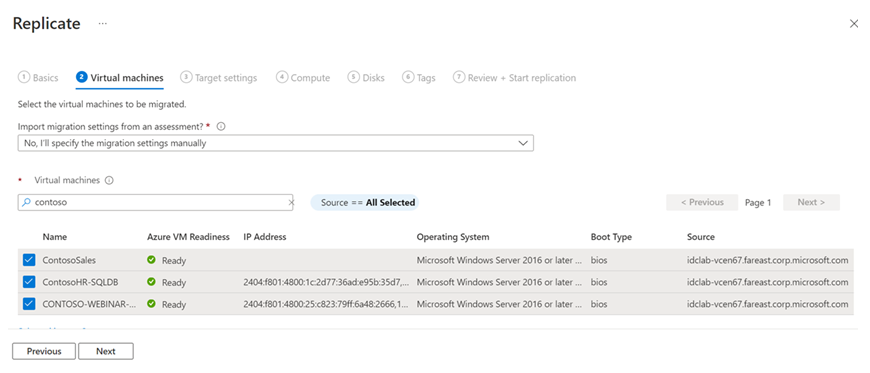 Replicate ...
1 Basics 2 Virtual machines 3 Target settings 4 Compute 5 Disks 6 Tags 7 Review + Start replication
Select the virtual machines to be migrated.
Import migration settings from an assessment? *
No, I'll specify the migration settings manually
* Virtual machines
contoso Source == All Selected < Previous Page 1 Next >
Name Azure VM Readiness IP Address Operating System Boot Type Source
ContosoSales Ready Microsoft Windows Server 2016 or later ... bios idclab-vcen67.fareast.corp.microsoft.com
ContosoHR-SQLDB Ready 2404:f801:4800:1c:2d77:36ad:e95b:35d7,... Microsoft Windows Server 2016 or later ... bios idclab-vcen67.fareast.corp.microsoft.com
CONTOSO-WEBINAR-... Ready 2404:f801:4800:25:c823:79ff:6a48:2666,1... Microsoft Windows Server 2016 or later ... bios idclab-vcen67.fareast.corp.microsoft.com
Previous Next